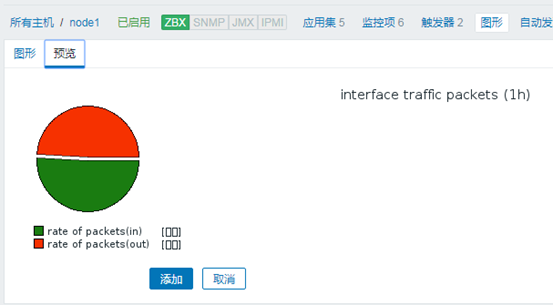 所有主机 / node1 已启用 ZBX SNMP JMX IPMI 应用集 5 监控项 6 触发器 2 图形 自动发
图形 预览
interface traffic packets (1h)
rate of packets(in) [▯▯]
rate of packets(out) [▯▯]
添加 取消